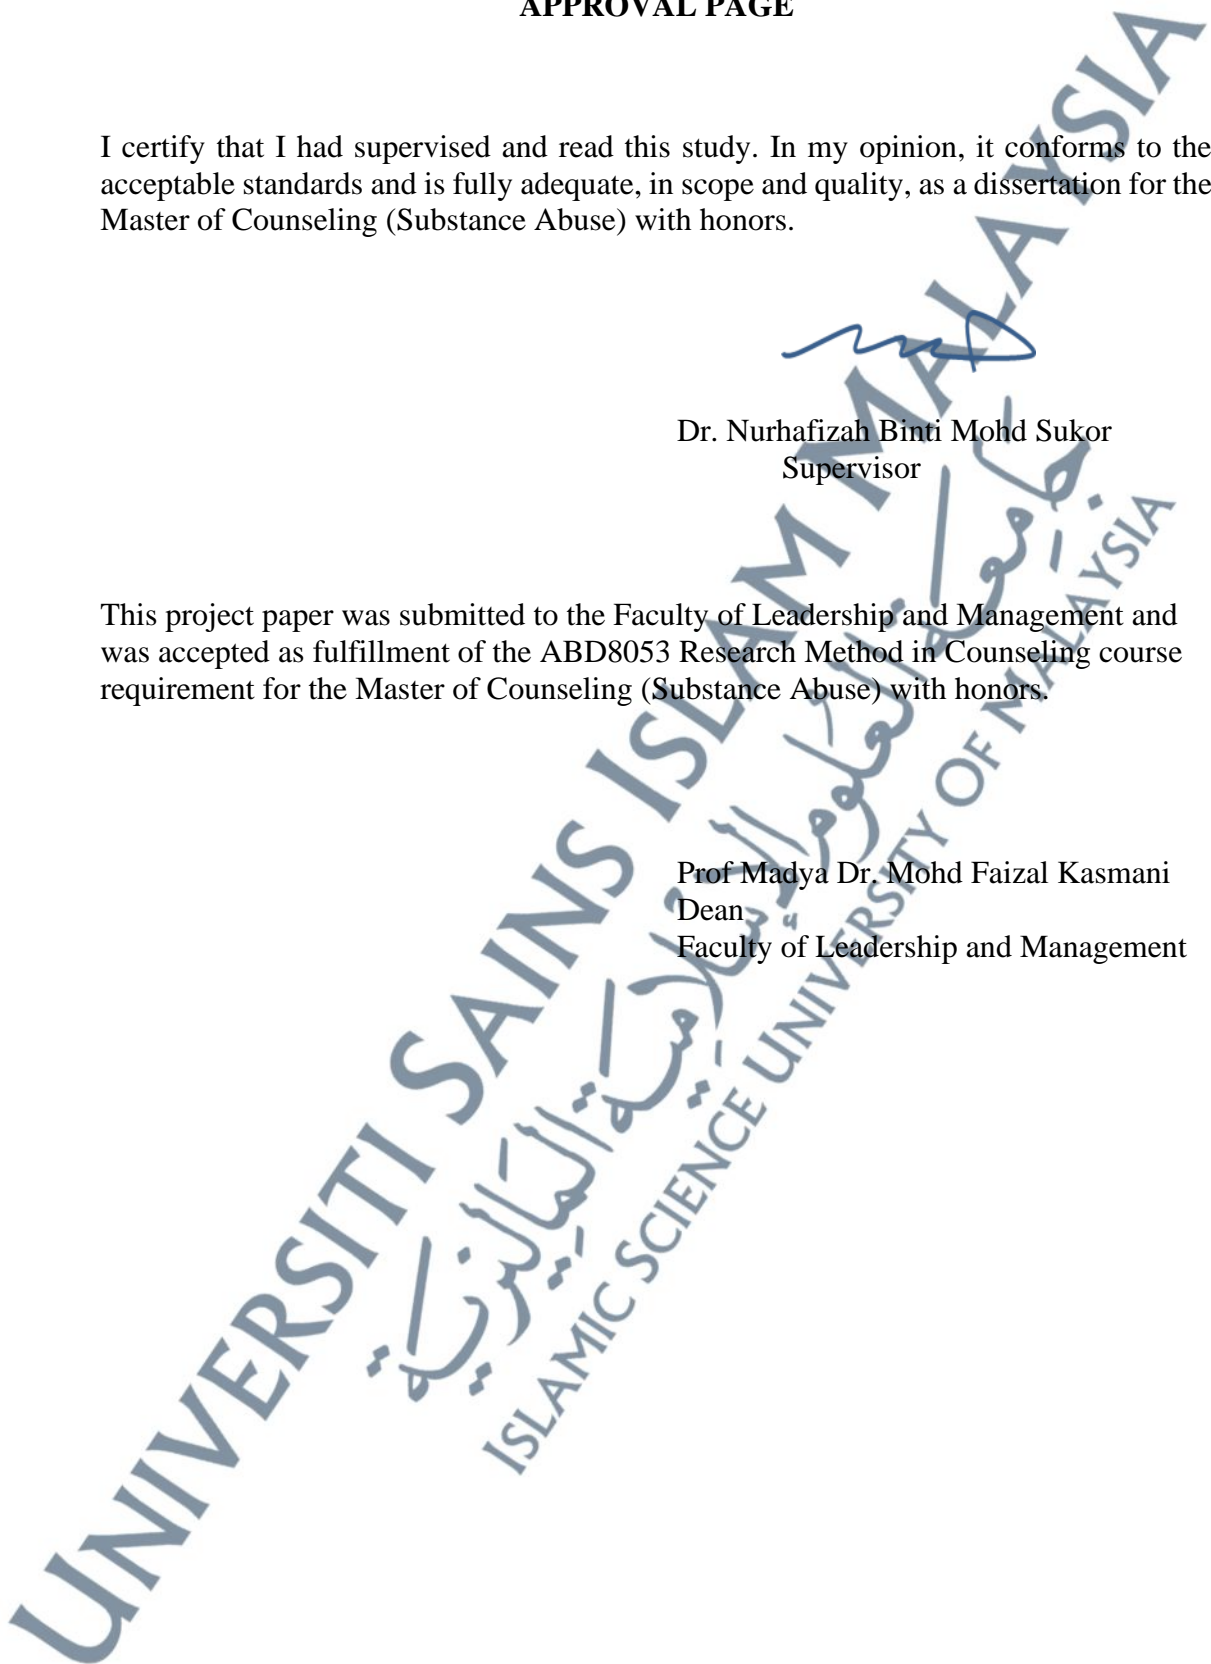 APPROVAL PAGE
I certify that I had supervised and read this study. In my opinion, it conforms to the
acceptable standards and is fully adequate, in scope and quality, as a dissertation for the
Master of Counseling (Substance Abuse) with honors.
Dr. Nurhafizah Binti Mohd Sukor
Supervisor
This project paper was submitted to the Faculty of Leadership and Management and
was accepted as fulfillment of the ABD8053 Research Method in Counseling course
requirement for the Master of Counseling (Substance Abuse) with honors.
Prof Madya Dr. Mohd Faizal Kasmani
Dean
Faculty of Leadership and Management
UNIVERSITI SAINS ISLAM MALAYSIA
جامعة العلوم الإسلامية الماليزية
ISLAMIC SCIENCE UNIVERSITY OF MALAYSIA